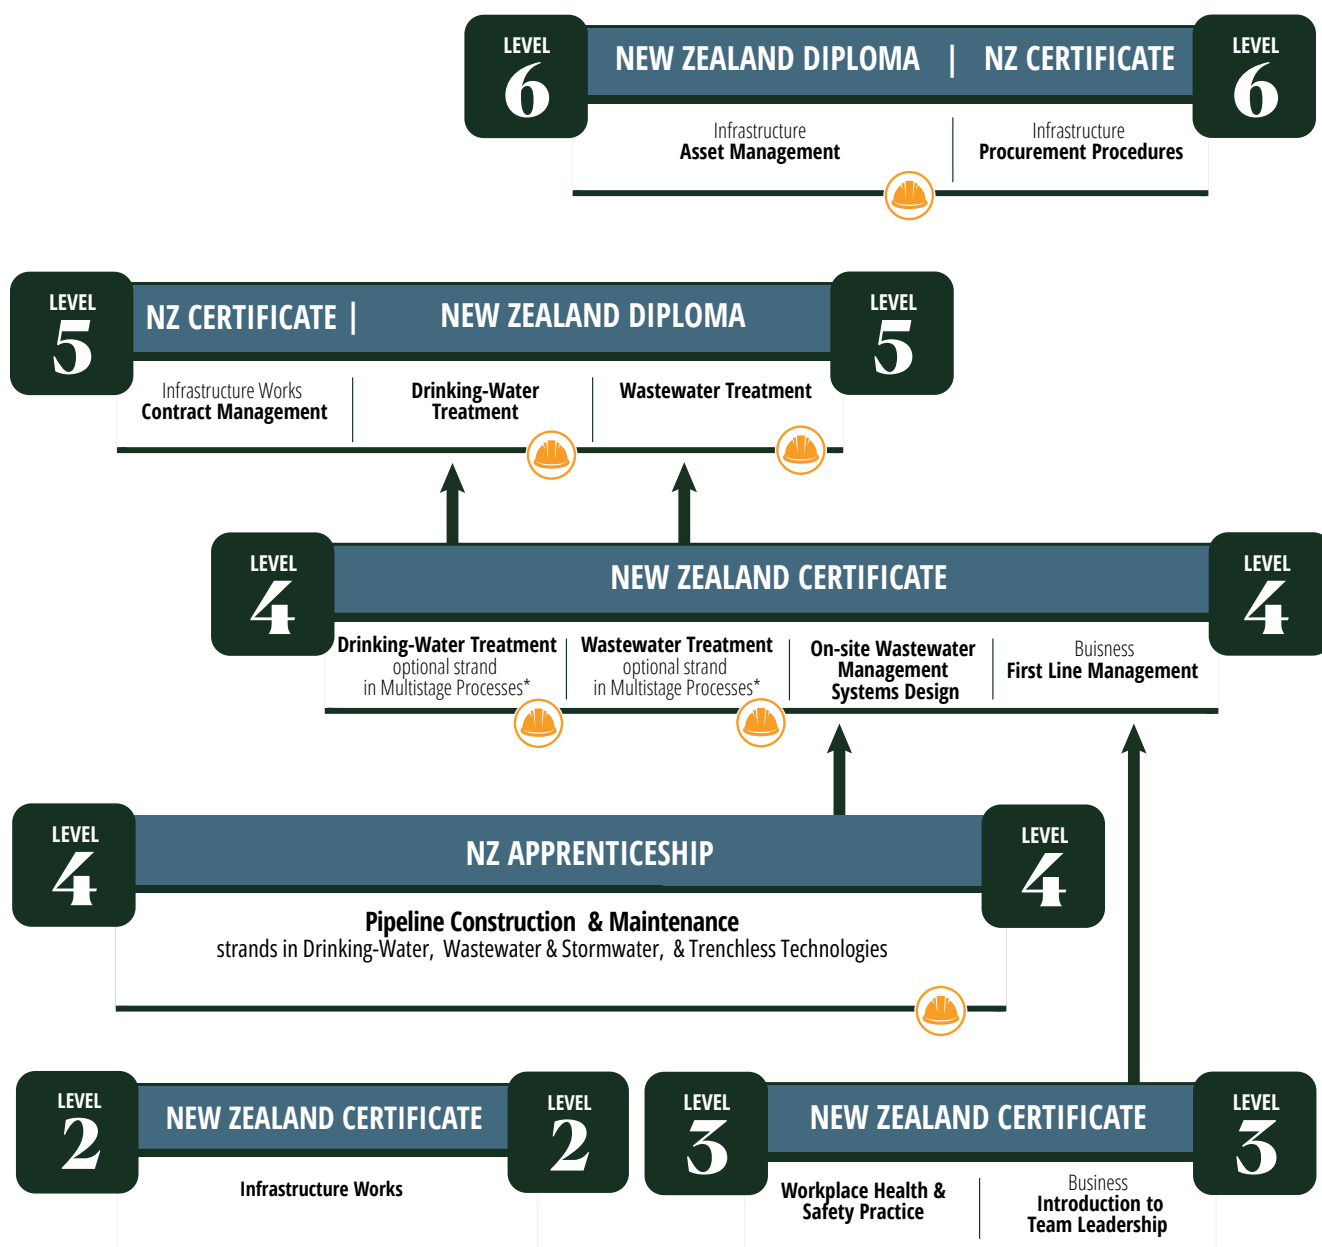 LEVEL
6
NEW ZEALAND DIPLOMA | NZ CERTIFICATE
LEVEL
6
Infrastructure
Asset Management
Infrastructure
Procurement Procedures
LEVEL
5
NZ CERTIFICATE | NEW ZEALAND DIPLOMA
LEVEL
5
Infrastructure Works
Contract Management
Drinking-Water
Treatment
Wastewater Treatment
LEVEL
4
NEW ZEALAND CERTIFICATE
LEVEL
4
Drinking-Water Treatment
optional strand
in Multistage Processes*
Wastewater Treatment
optional strand
in Multistage Processes*
On-site Wastewater
Management
Systems Design
Buisness
First Line Management
LEVEL
4
NZ APPRENTICESHIP
LEVEL
4
Pipeline Construction & Maintenance
strands in Drinking-Water, Wastewater & Stormwater, & Trenchless Technologies
LEVEL
2
NEW ZEALAND CERTIFICATE
LEVEL
2
Infrastructure Works
LEVEL
3
NEW ZEALAND CERTIFICATE
LEVEL
3
Workplace Health &
Safety Practice
Business
Introduction to
Team Leadership